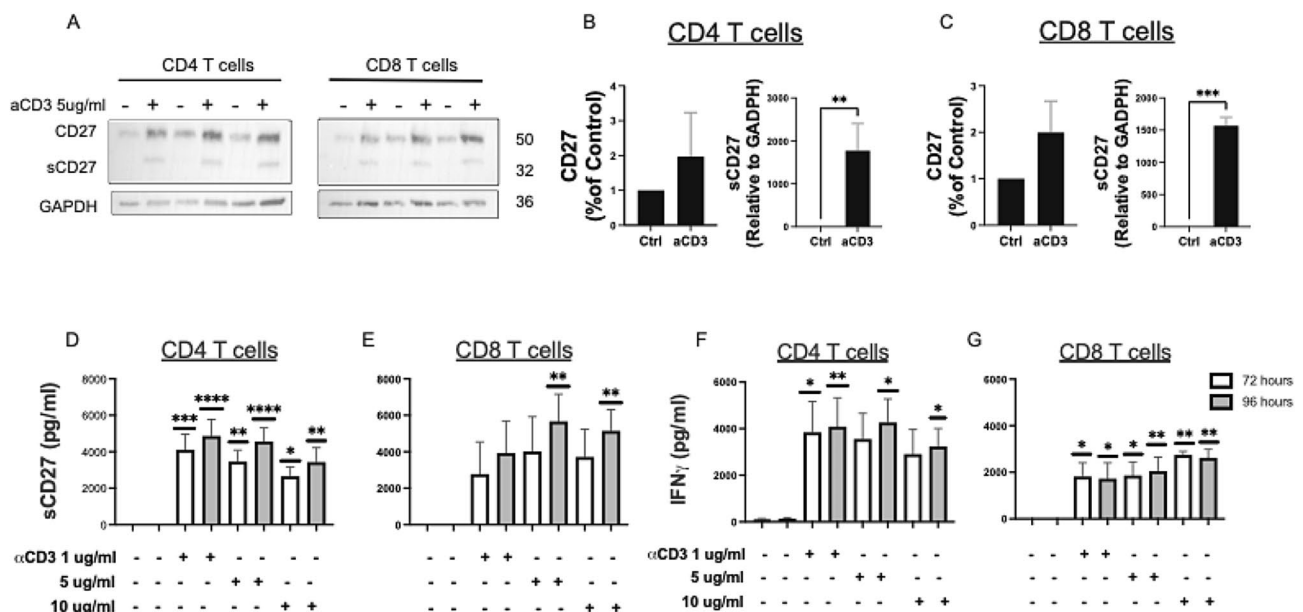 A
CD4 T cells
CD8 T cells
aCD3 5ug/ml - + - + - + - + - + - +
CD27
sCD27
GAPDH
50
32
36
B
CD4 T cells
CD27
(%of Control)
4
3
2
1
0
Ctrl aCD3
sCD27
(Relative to GADPH)
**
3000
2000
1000
0
Ctrl aCD3
C
CD8 T cells
CD27
(%of Control)
3
2
1
0
Ctrl aCD3
sCD27
(Relative to GADPH)
***
2000
1500
1000
500
0
Ctrl aCD3
D
CD4 T cells
sCD27 (pg/ml)
8000
6000
4000
2000
0
*** **** ** **** * **
E
CD8 T cells
8000
6000
4000
2000
0
** **
F
CD4 T cells
IFNγ (pg/ml)
6000
4000
2000
0
* ** * *
G
CD8 T cells
8000
6000
4000
2000
0
* * * ** ** **
72 hours
96 hours
αCD3 1 ug/ml - - + + - - - - - - + + - - - -
5 ug/ml - - - - + + - - - - - - + + - -
10 ug/ml - - - - - - + + - - - - - - + +
αCD3 1 ug/ml - - + + - - - - - - + + - - - -
5 ug/ml - - - - + + - - - - - - + + - -
10 ug/ml - - - - - - + + - - - - - - + +